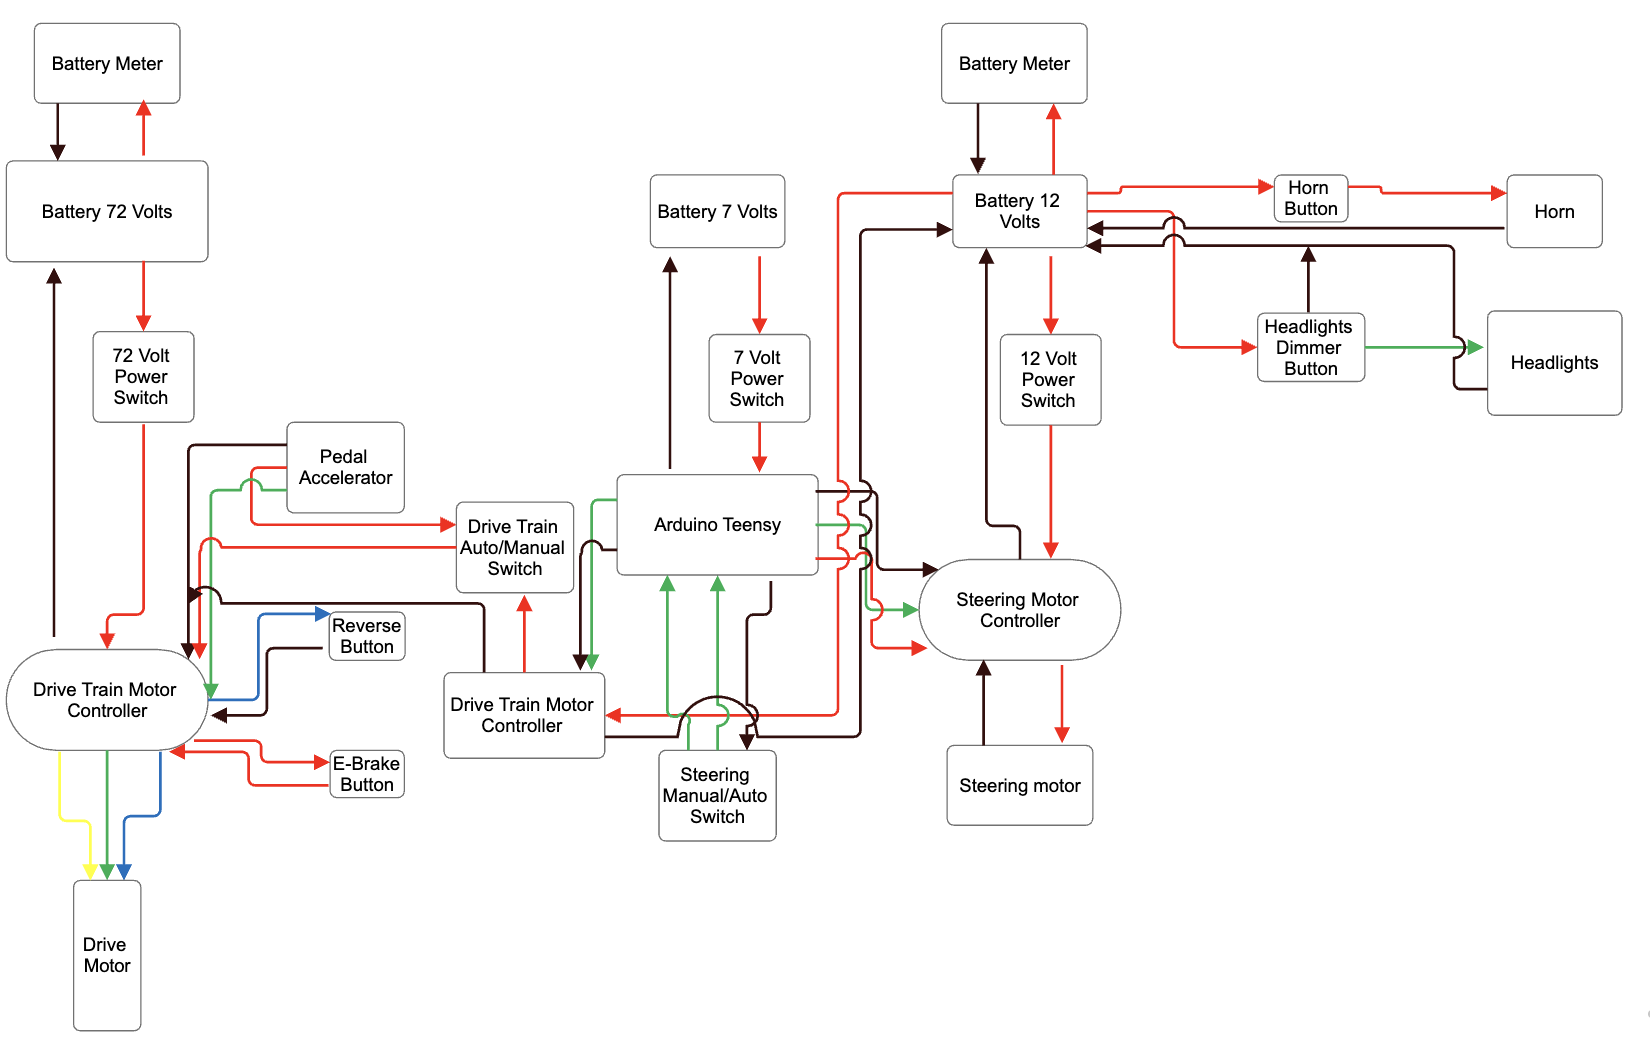 Battery Meter
Battery Meter
Battery 72 Volts
Battery 7 Volts
Battery 12
Volts
Horn
Button
Horn
72 Volt
Power
Switch
7 Volt
Power
Switch
12 Volt
Power
Switch
Headlights
Dimmer
Button
Headlights
Pedal
Accelerator
Drive Train
Auto/Manual
Switch
Arduino Teensy
Steering Motor
Controller
Reverse
Button
Drive Train Motor
Controller
Drive Train Motor
Controller
E-Brake
Button
Steering
Manual/Auto
Switch
Steering motor
Drive
Motor